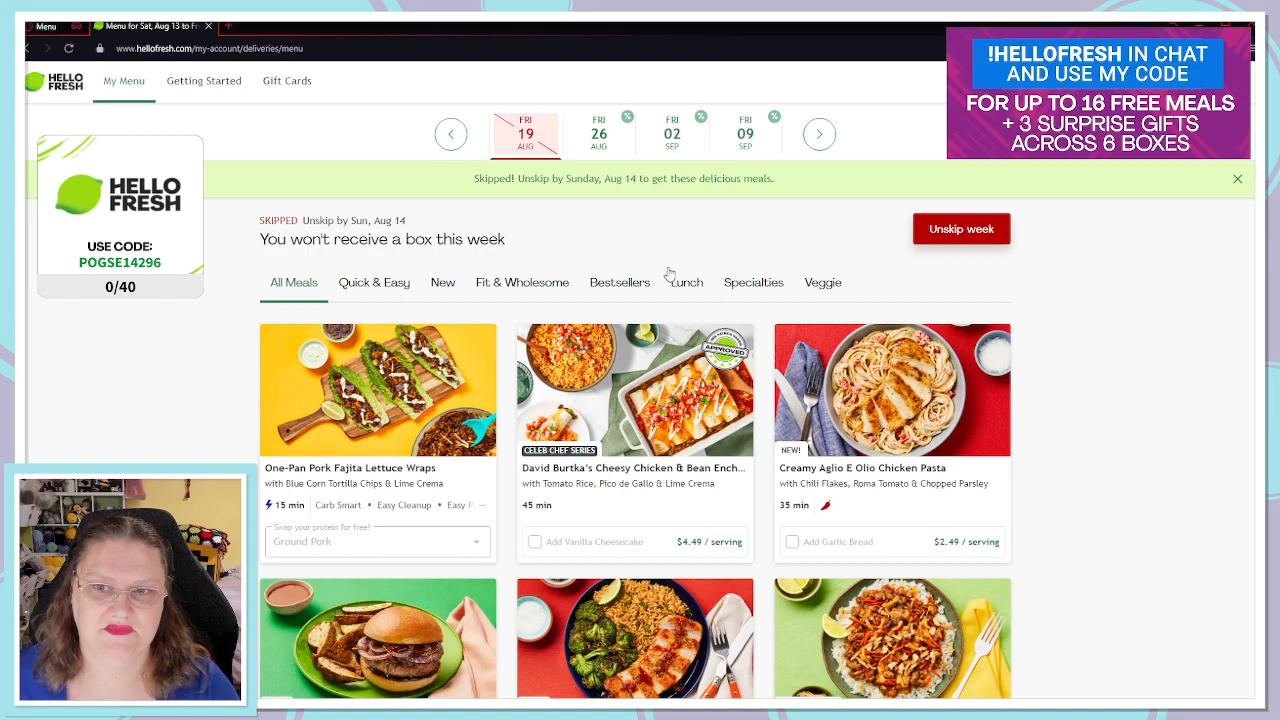 Menu
Menu for Sat, Aug 13 to Fr
www.hellofresh.com/my-account/deliveries/menu
!HELLOFRESH IN CHAT
AND USE MY CODE
FOR UP TO 16 FREE MEALS
+ 3 SURPRISE GIFTS
ACROSS 6 BOXES
HELLO
FRESH
My Menu
Getting Started
Gift Cards
FRI
19
AUG
FRI
26
AUG
FRI
02
SEP
FRI
09
SEP
Skipped! Unskip by Sunday, Aug 14 to get these delicious meals.
HELLO
FRESH
USE CODE:
POGSE14296
0/40
SKIPPED Unskip by Sun, Aug 14
You won't receive a box this week
Unskip week
All Meals
Quick & Easy
New
Fit & Wholesome
Bestsellers
Lunch
Specialties
Veggie
APPROVED
One-Pan Pork Fajita Lettuce Wraps
with Blue Corn Tortilla Chips & Lime Crema
15 min
Carb Smart • Easy Cleanup • Easy P ...
Swap your protein for free!
Ground Pork
CELEB CHEF SERIES
David Burtka's Cheesy Chicken & Bean Ench...
with Tomato Rice, Pico de Gallo & Lime Crema
45 min
Add Vanilla Cheesecake
$4.49 / serving
NEW!
Creamy Aglio E Olio Chicken Pasta
with Chili Flakes, Roma Tomato & Chopped Parsley
35 min
Add Garlic Bread
$2.49 / serving